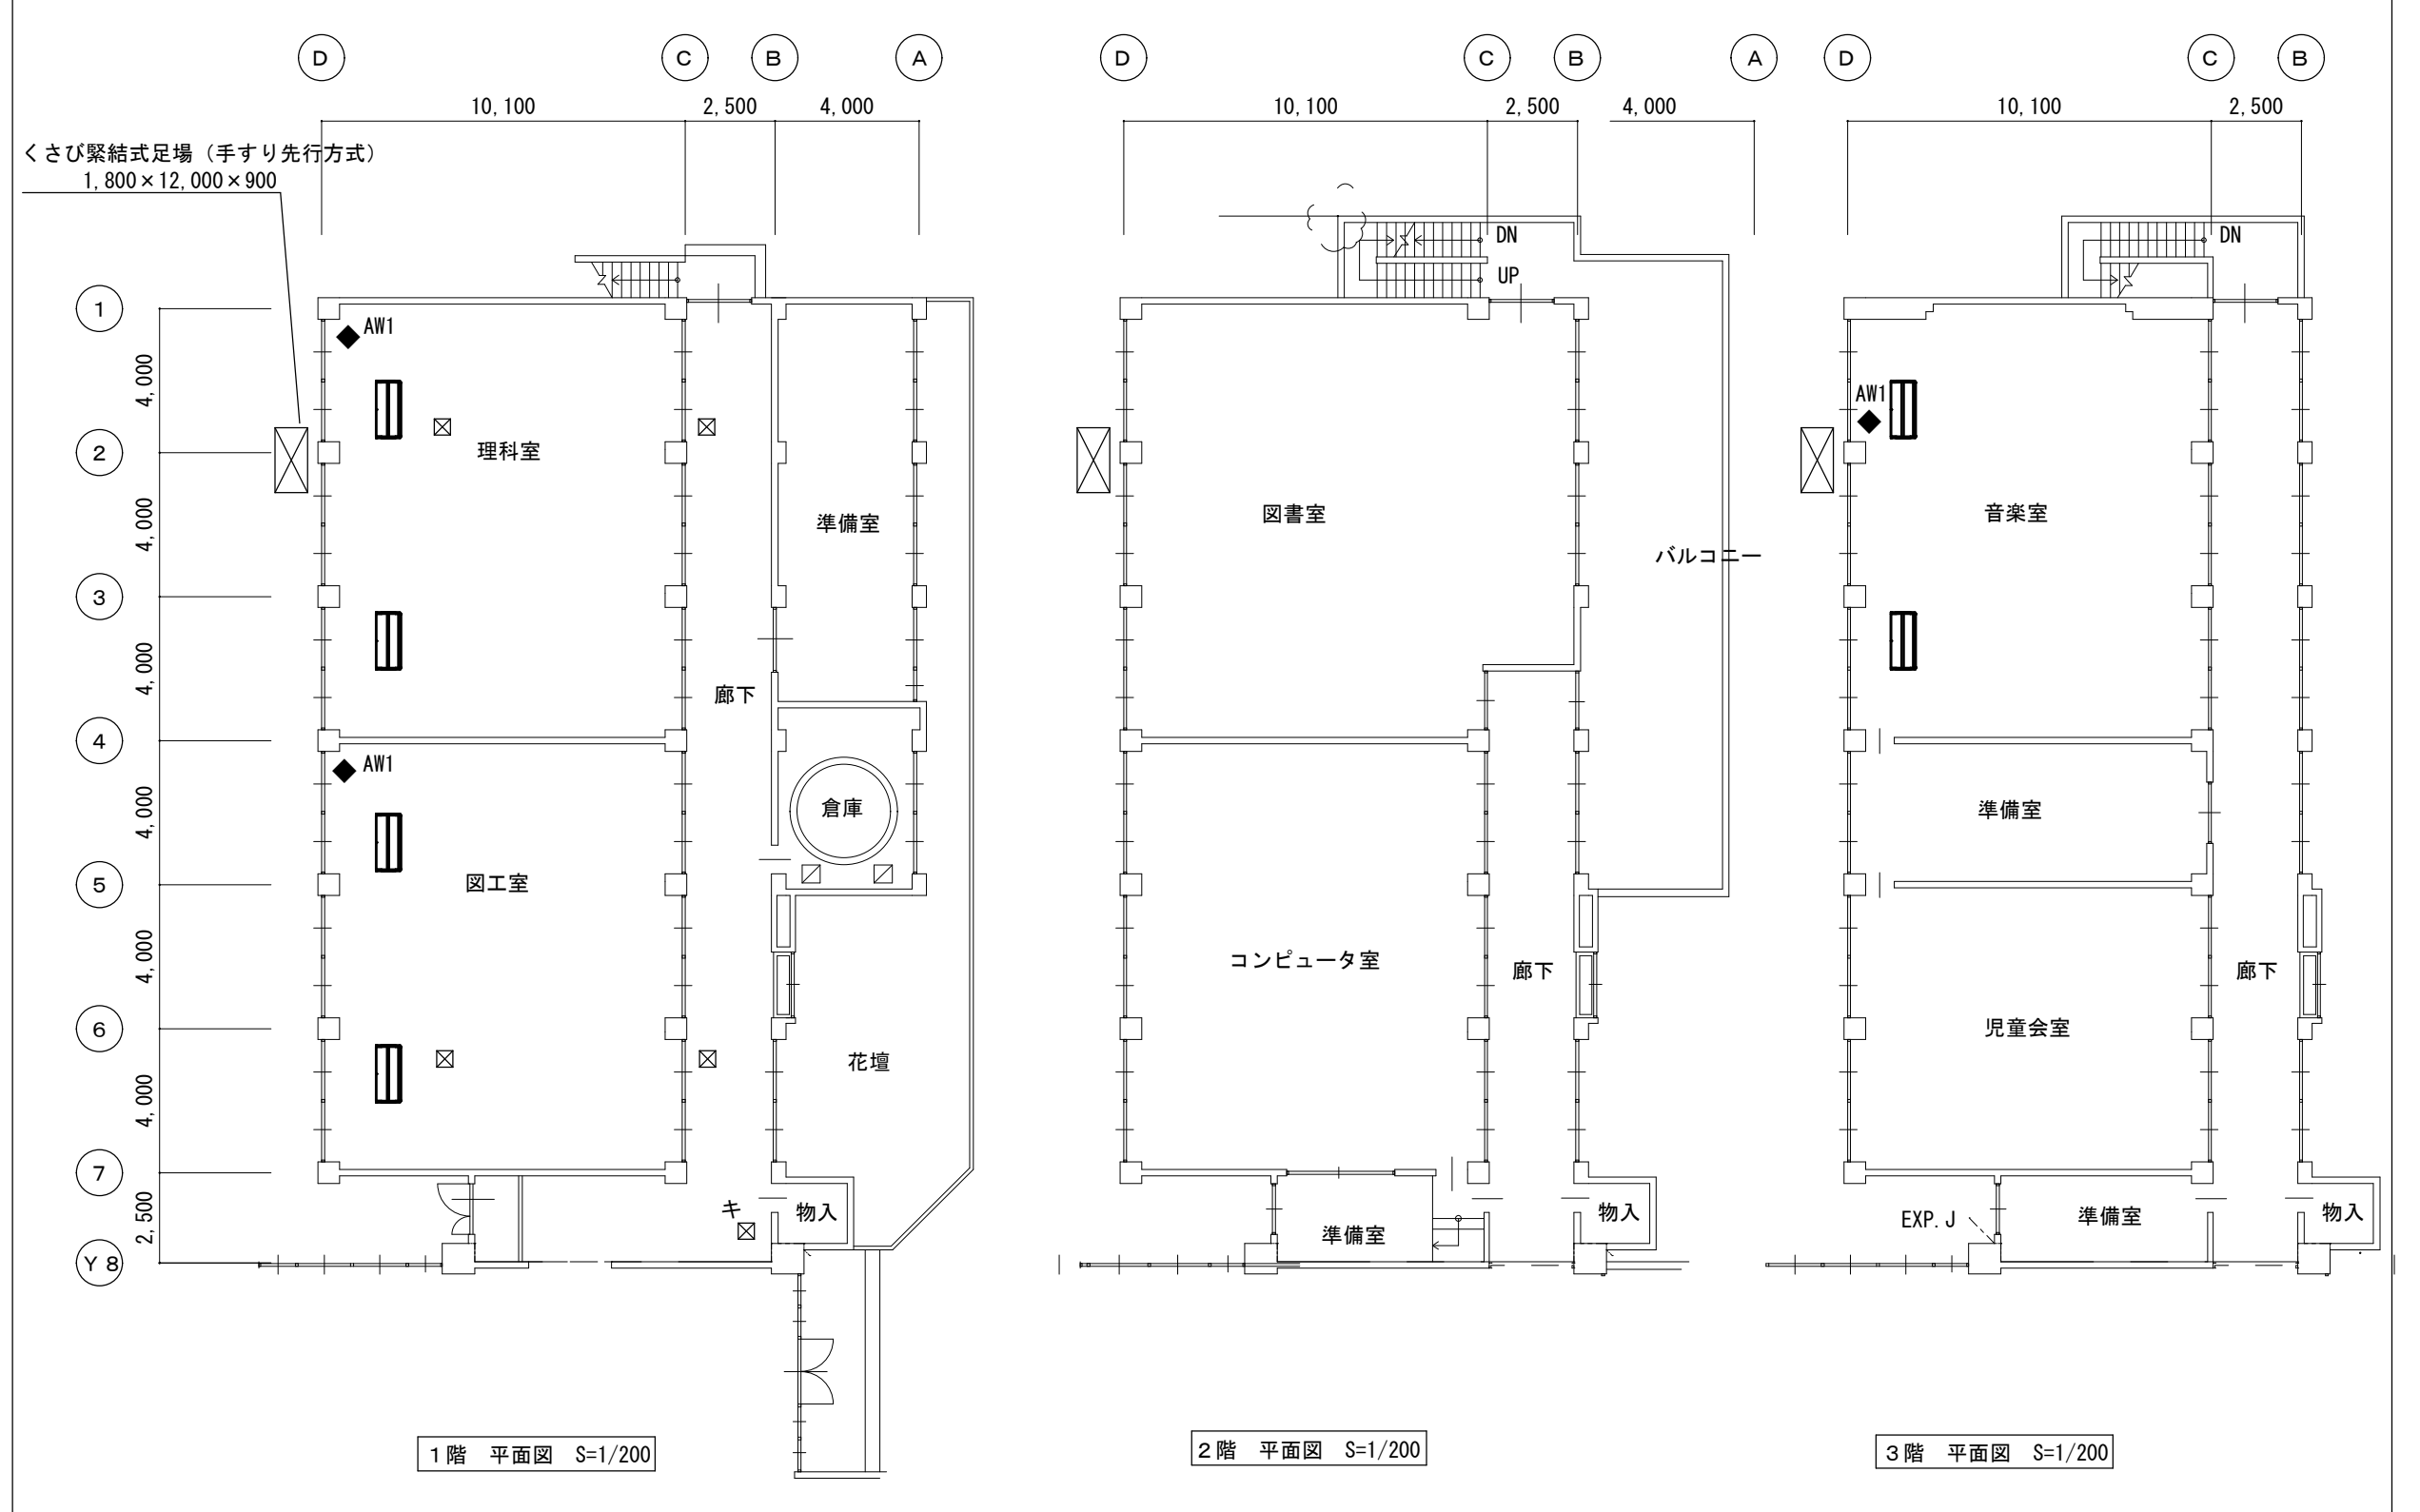 D C B A D C B A D C B
10,100 2,500 4,000 10,100 2,500 4,000 10,100 2,500
くさび緊結式足場（手すり先行方式）
1,800×12,000×900
DN
DN
UP
1
AW1
4,000
AW1
2
理科室
4,000
準備室
図書室
音楽室
バルコニー
3
4,000
廊下
4
AW1
4,000
倉庫
準備室
5
図工室
4,000
コンピュータ室
廊下
廊下
6
児童会室
花壇
4,000
7
2,500
キ
物入
準備室
物入
EXP.J
準備室
物入
Y8
1階 平面図 S=1/200
2階 平面図 S=1/200
3階 平面図 S=1/200